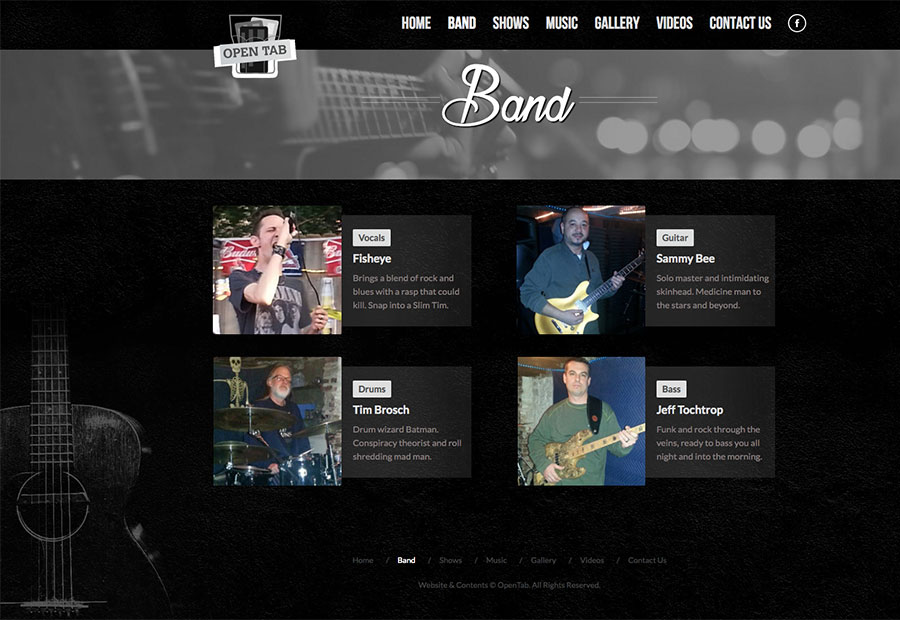 HOME BAND SHOWS MUSIC GALLERY VIDEOS CONTACT US f
OPEN TAB
Band
Vocals
Fisheye
Brings a blend of rock and
blues with a rasp that could
kill. Snap into a Slim Tim.
Guitar
Sammy Bee
Solo master and intimidating
skinhead. Medicine man to
the stars and beyond.
Drums
Tim Brosch
Drum wizard Batman.
Conspiracy theorist and roll
shredding mad man.
Bass
Jeff Tochtrop
Funk and rock through the
veins, ready to bass you all
night and into the morning.
Home / Band / Shows / Music / Gallery / Videos / Contact Us
Website & Contents © OpenTab. All Rights Reserved.